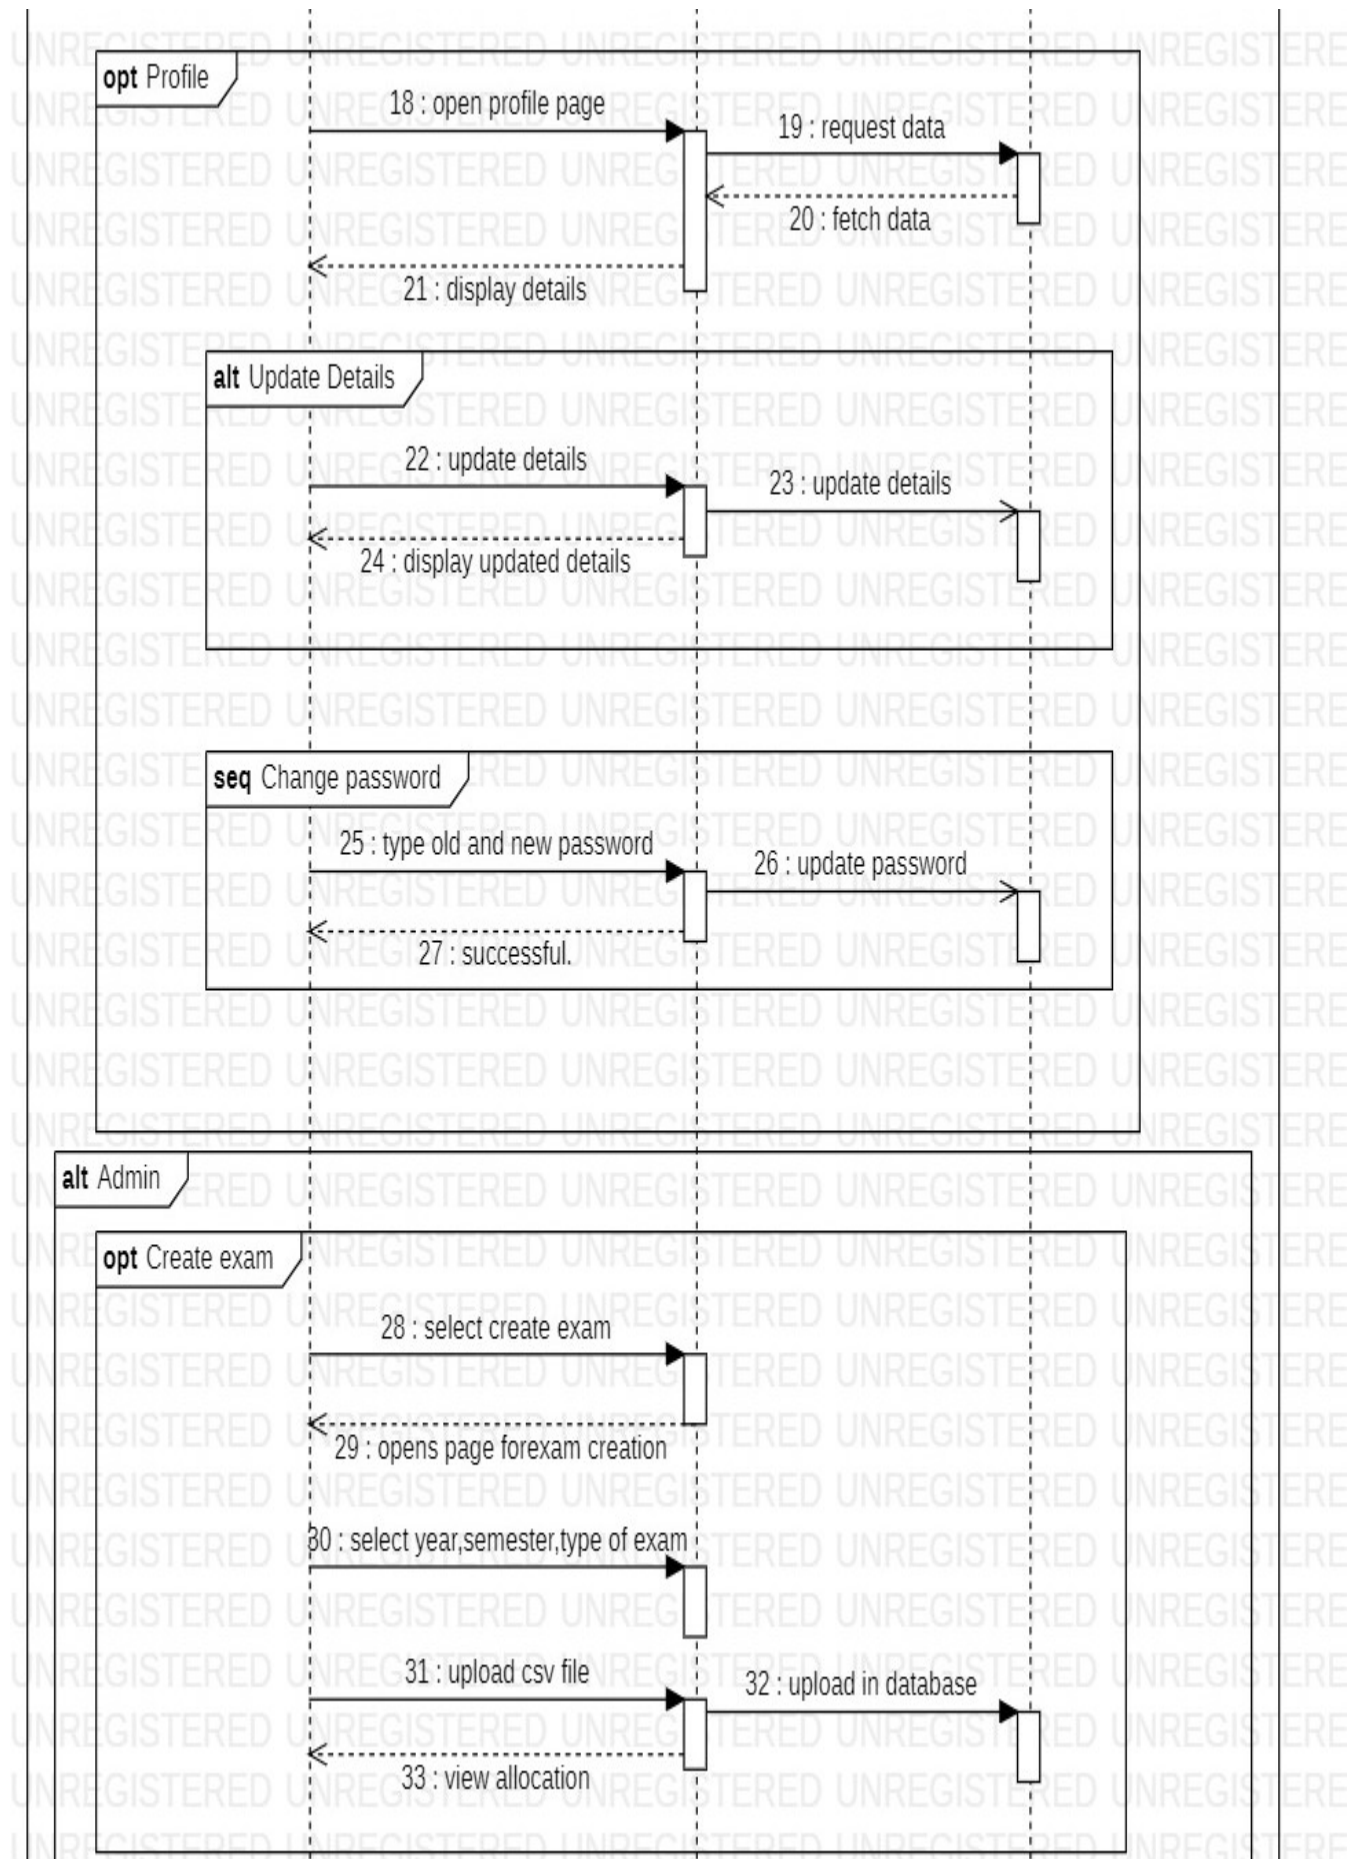 opt Profile
18 : open profile page
19 : request data
20 : fetch data
21 : display details
alt Update Details
22 : update details
23 : update details
24 : display updated details
seq Change password
25 : type old and new password
26 : update password
27 : successful.
alt Admin
opt Create exam
28 : select create exam
29 : opens page forexam creation
30 : select year,semester,type of exam
31 : upload csv file
32 : upload in database
33 : view allocation
UNREGISTERED